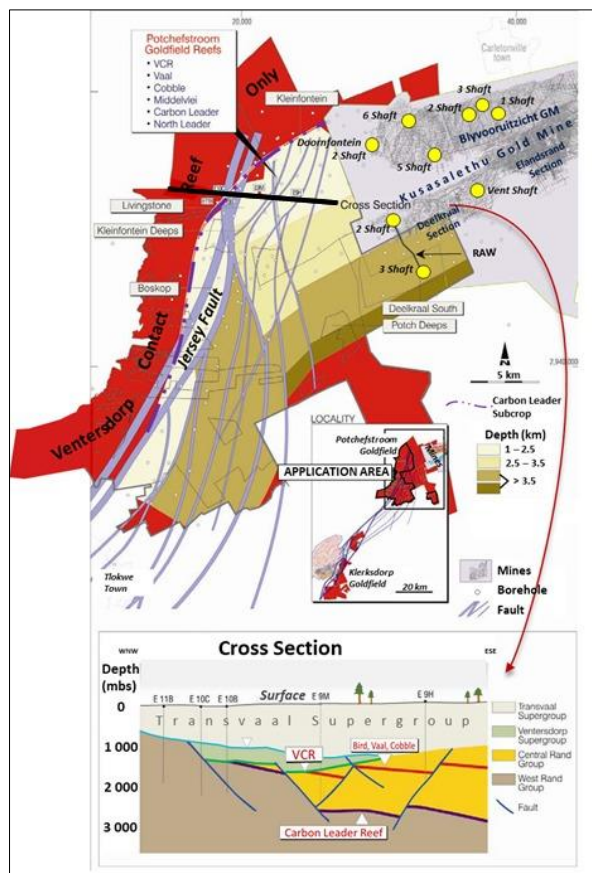 20,000
40,000
Potchefstroom
Goldfield Reefs
• VCR
• Vaal
• Cobble
• Middelvlei
• Carbon Leader
• North Leader
Only
Kleinfontein
Carletonville
town
3 Shaft
2 Shaft
1 Shaft
6 Shaft
Blyvooruitzicht GM
Doornfontein
2 Shaft
5 Shaft
Kusasalethu Gold Mine
Elandsrand
Section
Reef
Vent Shaft
Livingstone
Cross Section
Kleinfontein Deeps
2 Shaft
Deelkraal
Section
RAW
3 Shaft
Boskop
Jersey Fault
Deelkraal South
Potch Deeps
Contact
Ventersdorp
N
5 km
2,940,000
Carbon Leader
Subcrop
Depth (km)
1 – 2.5
2.5 – 3.5
> 3.5
LOCALITY
Potchefstroom
Goldfield
Mines
APPLICATION AREA
Klerksdorp
Goldfield
20 km
Tlokwe
Town
Mines
Borehole
Fault
Cross Section
WNW
ESE
Depth
(mbs)
E 11B
E 10C
E 10B
Surface
E 9M
E 9H
0
Transvaal Supergroup
1 000
2 000
3 000
VCR
Bird, Vaal, Cobble
Carbon Leader Reef
Transvaal
Supergroup
Ventersdorp
Supergroup
Central Rand
Group
West Rand
Group
Fault